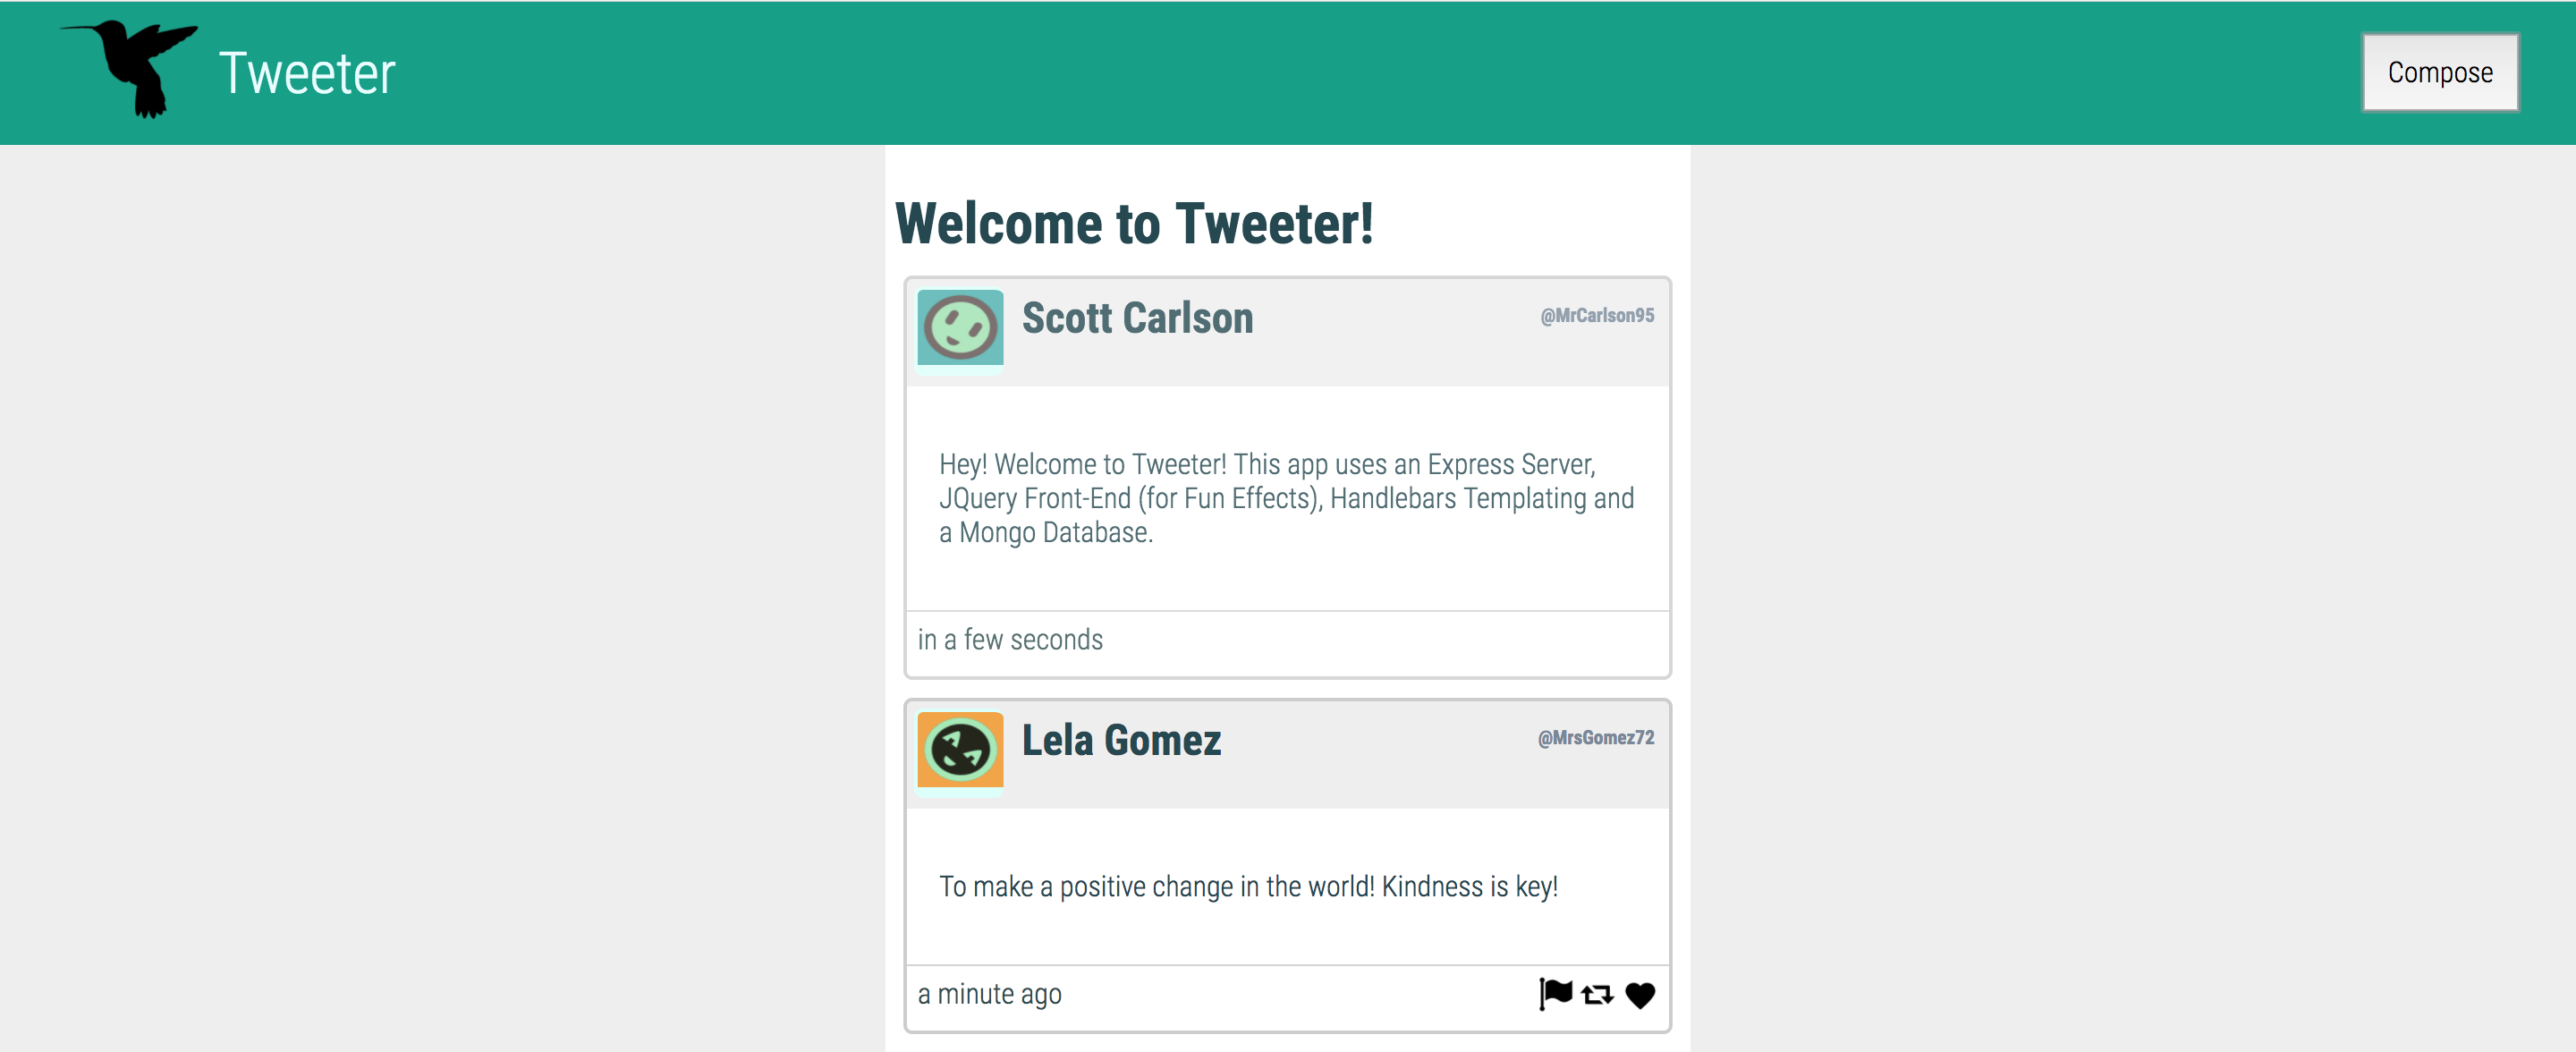 Tweeter
Compose
Welcome to Tweeter!
Scott Carlson
@MrCarlson95
Hey! Welcome to Tweeter! This app uses an Express Server,
JQuery Front-End (for Fun Effects), Handlebars Templating and
a Mongo Database.
in a few seconds
Lela Gomez
@MrsGomez72
To make a positive change in the world! Kindness is key!
a minute ago